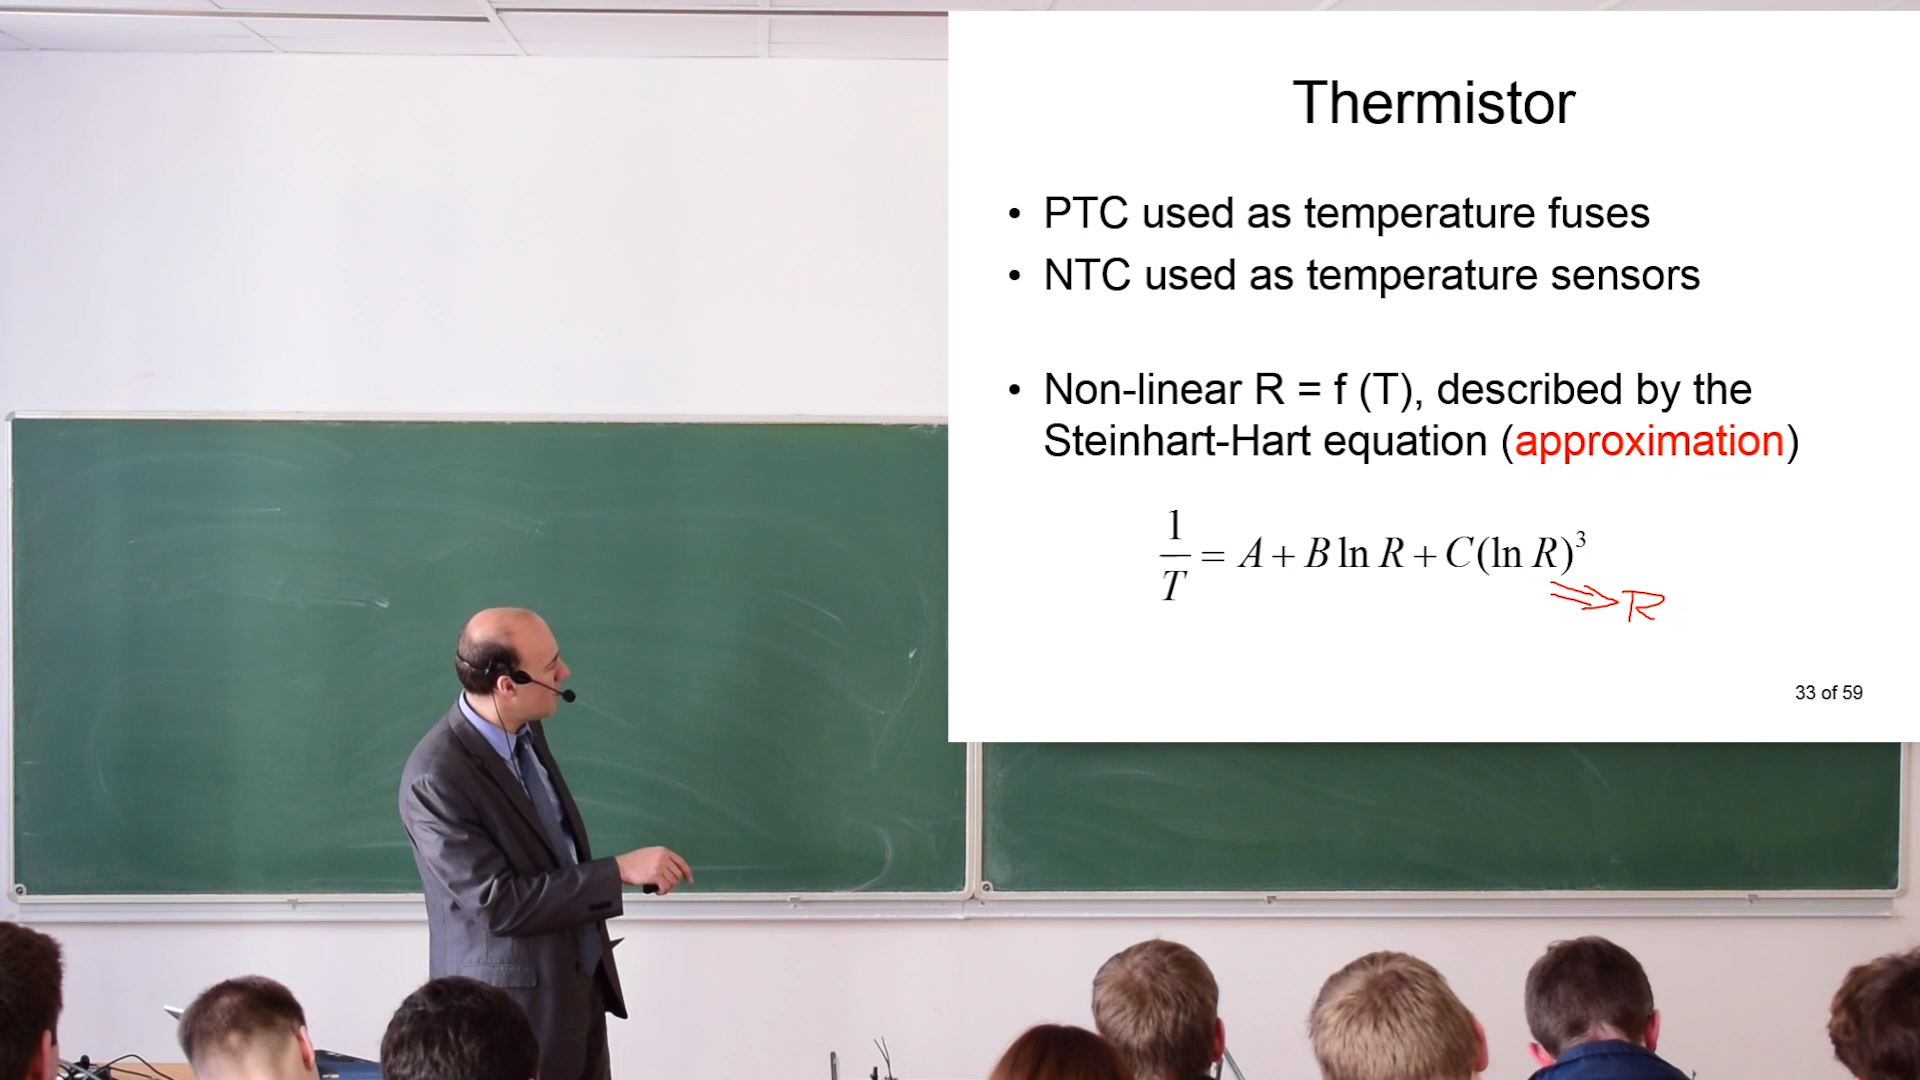 Thermistor
• PTC used as temperature fuses
• NTC used as temperature sensors
• Non-linear R = f (T), described by the
Steinhart-Hart equation (approximation)
1/T = A + B ln R + C(ln R)³
⇒ R
33 of 59